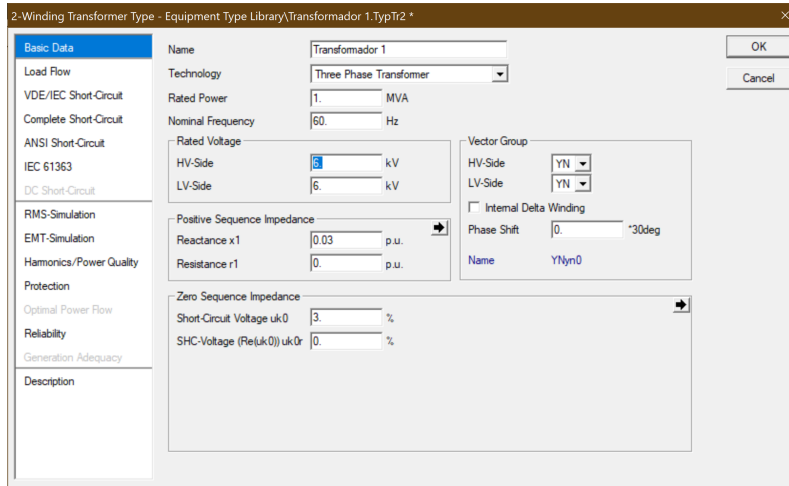 2-Winding Transformer Type - Equipment Type Library\Transformador 1.TypTr2 *
Basic Data
Load Flow
VDE/IEC Short-Circuit
Complete Short-Circuit
ANSI Short-Circuit
IEC 61363
DC Short-Circuit
RMS-Simulation
EMT-Simulation
Harmonics/Power Quality
Protection
Optimal Power Flow
Reliability
Generation Adequacy
Description
Name Transformador 1
Technology Three Phase Transformer
Rated Power 1. MVA
Nominal Frequency 60. Hz
Rated Voltage
HV-Side 6. kV
LV-Side 6. kV
Vector Group
HV-Side YN
LV-Side YN
Internal Delta Winding
Phase Shift 0. *30deg
Name YNyn0
Positive Sequence Impedance
Reactance x1 0.03 p.u.
Resistance r1 0. p.u.
Zero Sequence Impedance
Short-Circuit Voltage uk0 3. %
SHC-Voltage (Re(uk0)) uk0r 0. %
OK
Cancel